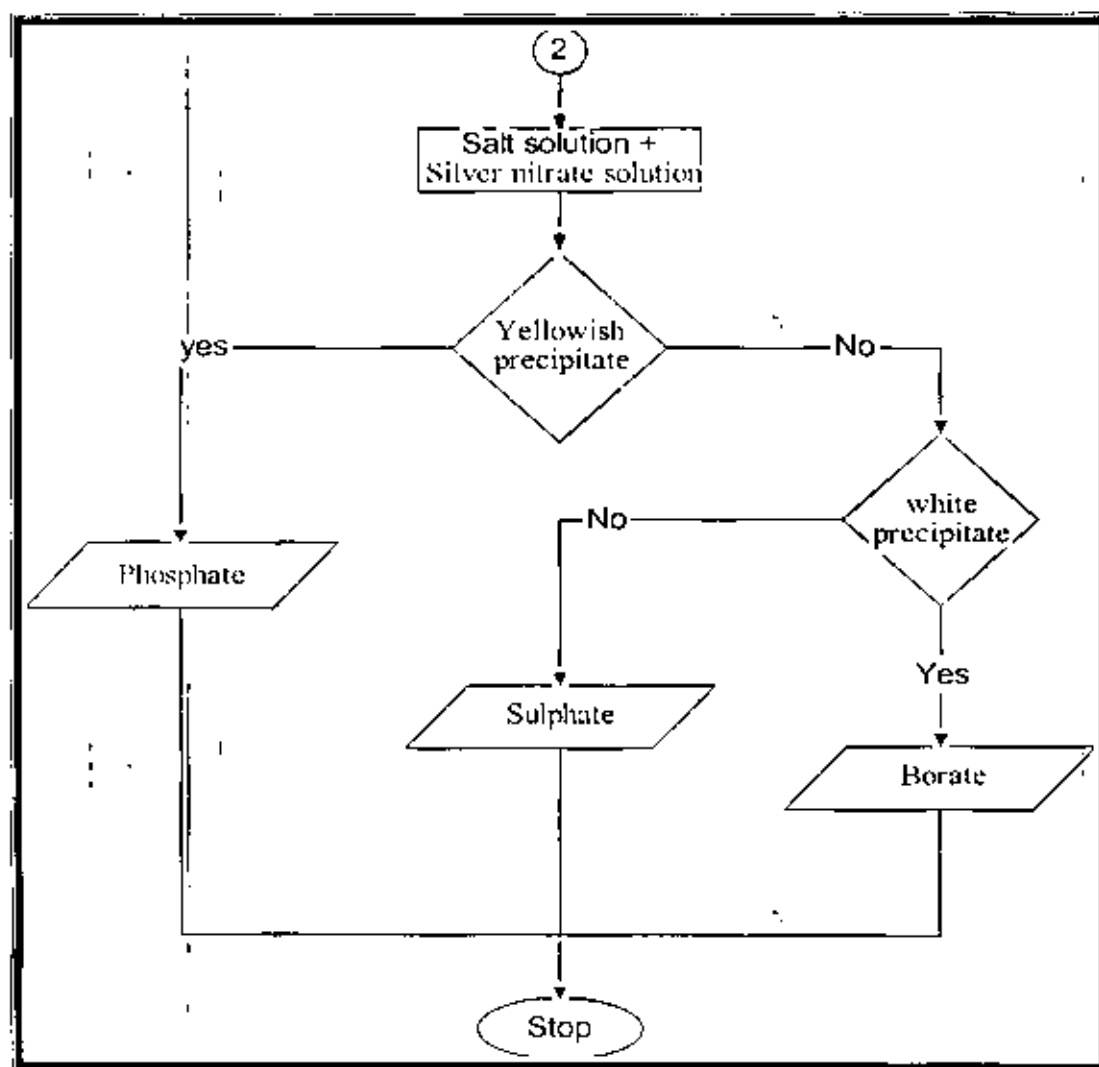 2
Salt solution +
Silver nitrate solution
Yellowish
precipitate
yes
No
white
precipitate
No
Phosphate
Yes
Sulphate
Borate
Stop